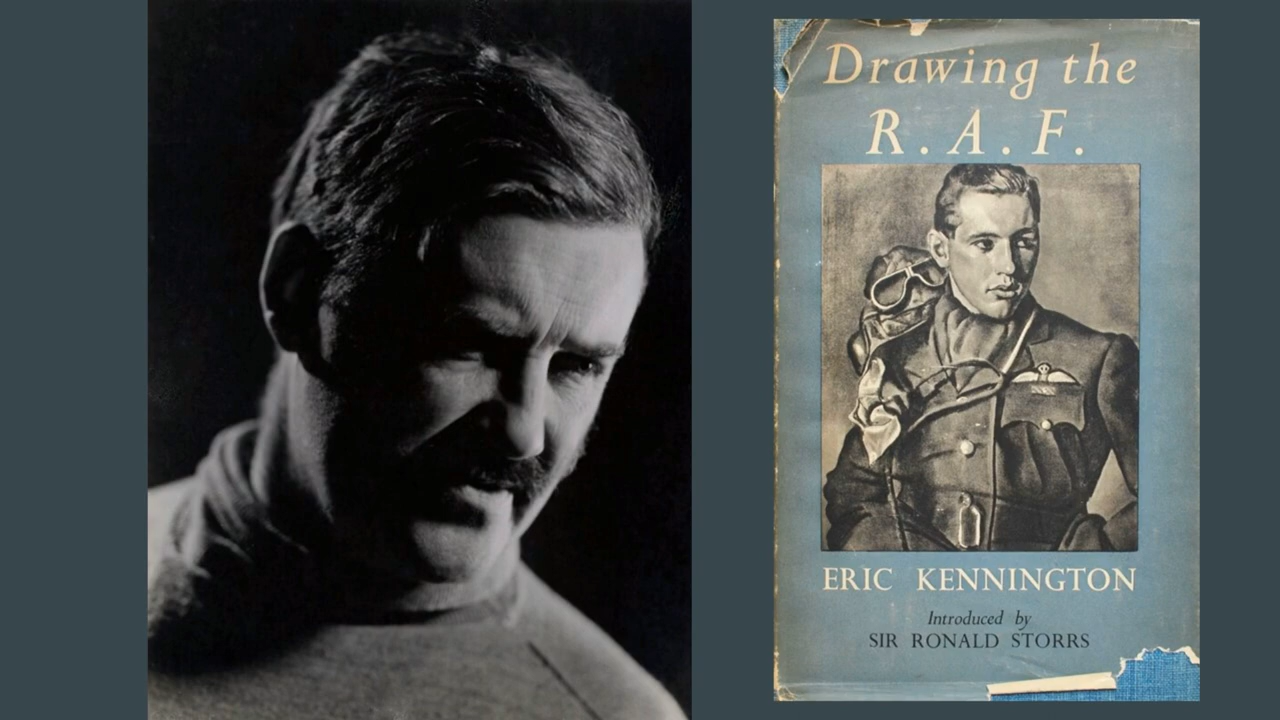 Drawing the
R.A.F.
ERIC KENNINGTON
Introduced by
SIR RONALD STORRS